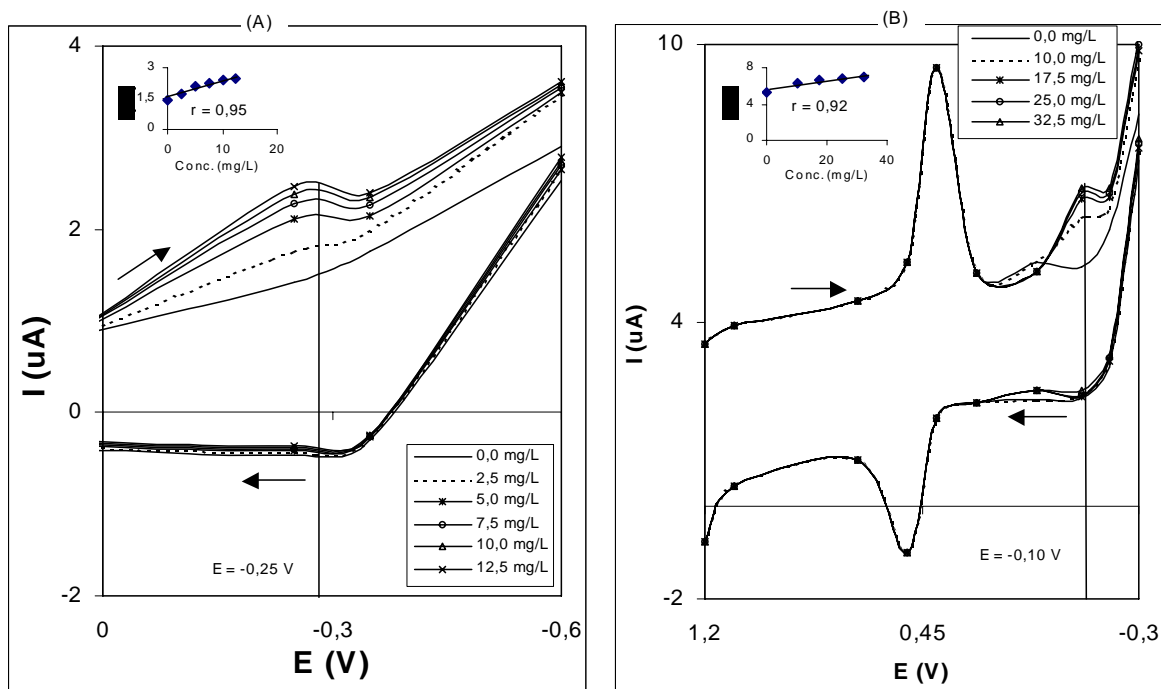 (A)
4
2
0
-2
I (uA)
3
1,5
0
r = 0,95
0
10
20
Conc. (mg/L)
0,0 mg/L
2,5 mg/L
5,0 mg/L
7,5 mg/L
10,0 mg/L
12,5 mg/L
E = -0,25 V
0
-0,3
-0,6
E (V)
(B)
10
4
-2
I (uA)
8
6
4
r = 0,92
0
20
40
Conc. (mg/L)
0,0 mg/L
10,0 mg/L
17,5 mg/L
25,0 mg/L
32,5 mg/L
E = -0,10 V
1,2
0,45
-0,3
E (V)